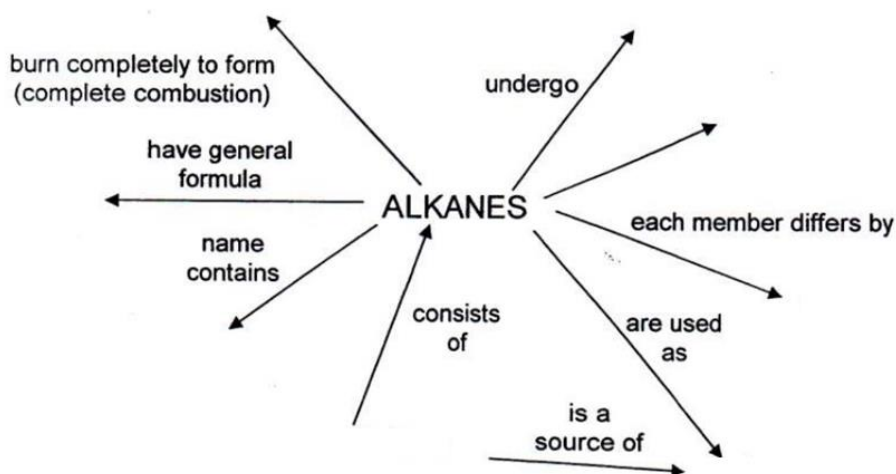 burn completely to form
(complete combustion)
undergo
have general
formula
ALKANES
each member differs by
name
contains
consists
of
are used
as
is a
source of